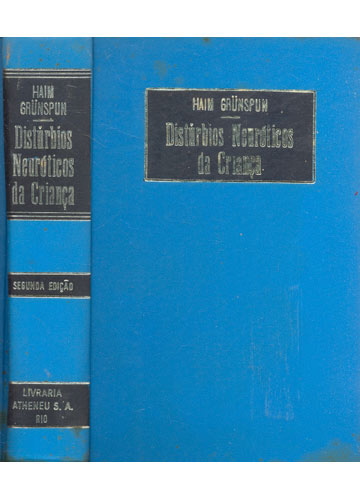 HAIM
GRÜNSPUN
Distúrbios
Neuróticos
da Criança
SEGUNDA EDIÇÃO
LIVRARIA
ATHENEU S. A.
RIO
HAIM GRÜNSPUN
Distúrbios Neuróticos
da Criança